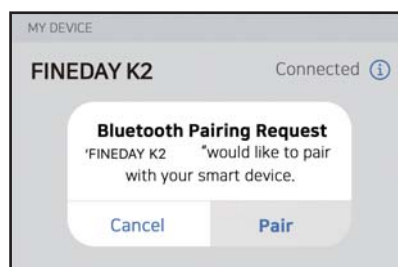 MY DEVICE
FINEDAY K2 Connected
Bluetooth Pairing Request
'FINEDAY K2 "would like to pair
with your smart device.
Cancel Pair